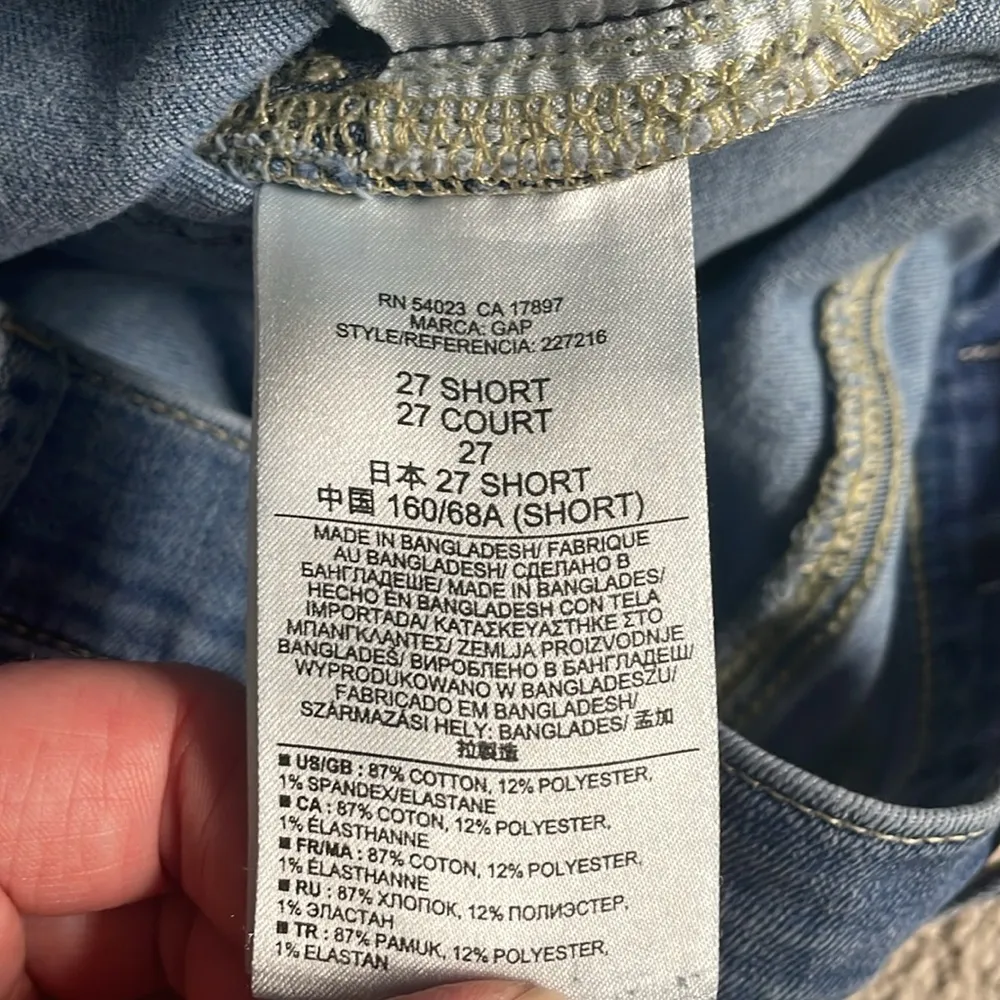 RN 54023 CA 17897
MARCA: GAP
STYLE/REFERENCIA: 227216
27 SHORT
27 COURT
27
日本 27 SHORT
中国 160/68A (SHORT)
MADE IN BANGLADESH/ FABRIQUE
AU BANGLADESH/ СДЕЛАНО В
БАНГЛАДЕШЕ/ MADE IN BANGLADES/
HECHO EN BANGLADESH CON TELA
IMPORTADA/ ΚΑΤΑΣΚΕΥΑΣΤΗΚΕ ΣΤΟ
ΜΠΑΝΓΚΛΑΝΤΕΣ/ ZEMLJA PROIZVODNJE
BANGLADEŠ/ ВИРОБЛЕНО В БАНГЛАДЕШ/
WYPRODUKOWANO W BANGLADESZU/
FABRICADO EM BANGLADESH/
SZÁRMAZÁSI HELY: BANGLADES/ 孟加
拉製造
■ US/GB : 87% COTTON, 12% POLYESTER,
1% SPANDEX/ELASTANE
■ CA : 87% COTON, 12% POLYESTER,
1% ÉLASTHANNE
■ FR/MA : 87% COTON, 12% POLYESTER,
1% ÉLASTHANNE
■ RU : 87% ХЛОПОК, 12% ПОЛИЭСТЕР,
1% ЭЛАСТАН
■ TR : 87% PAMUK, 12% POLYESTER,
1% ELASTAN